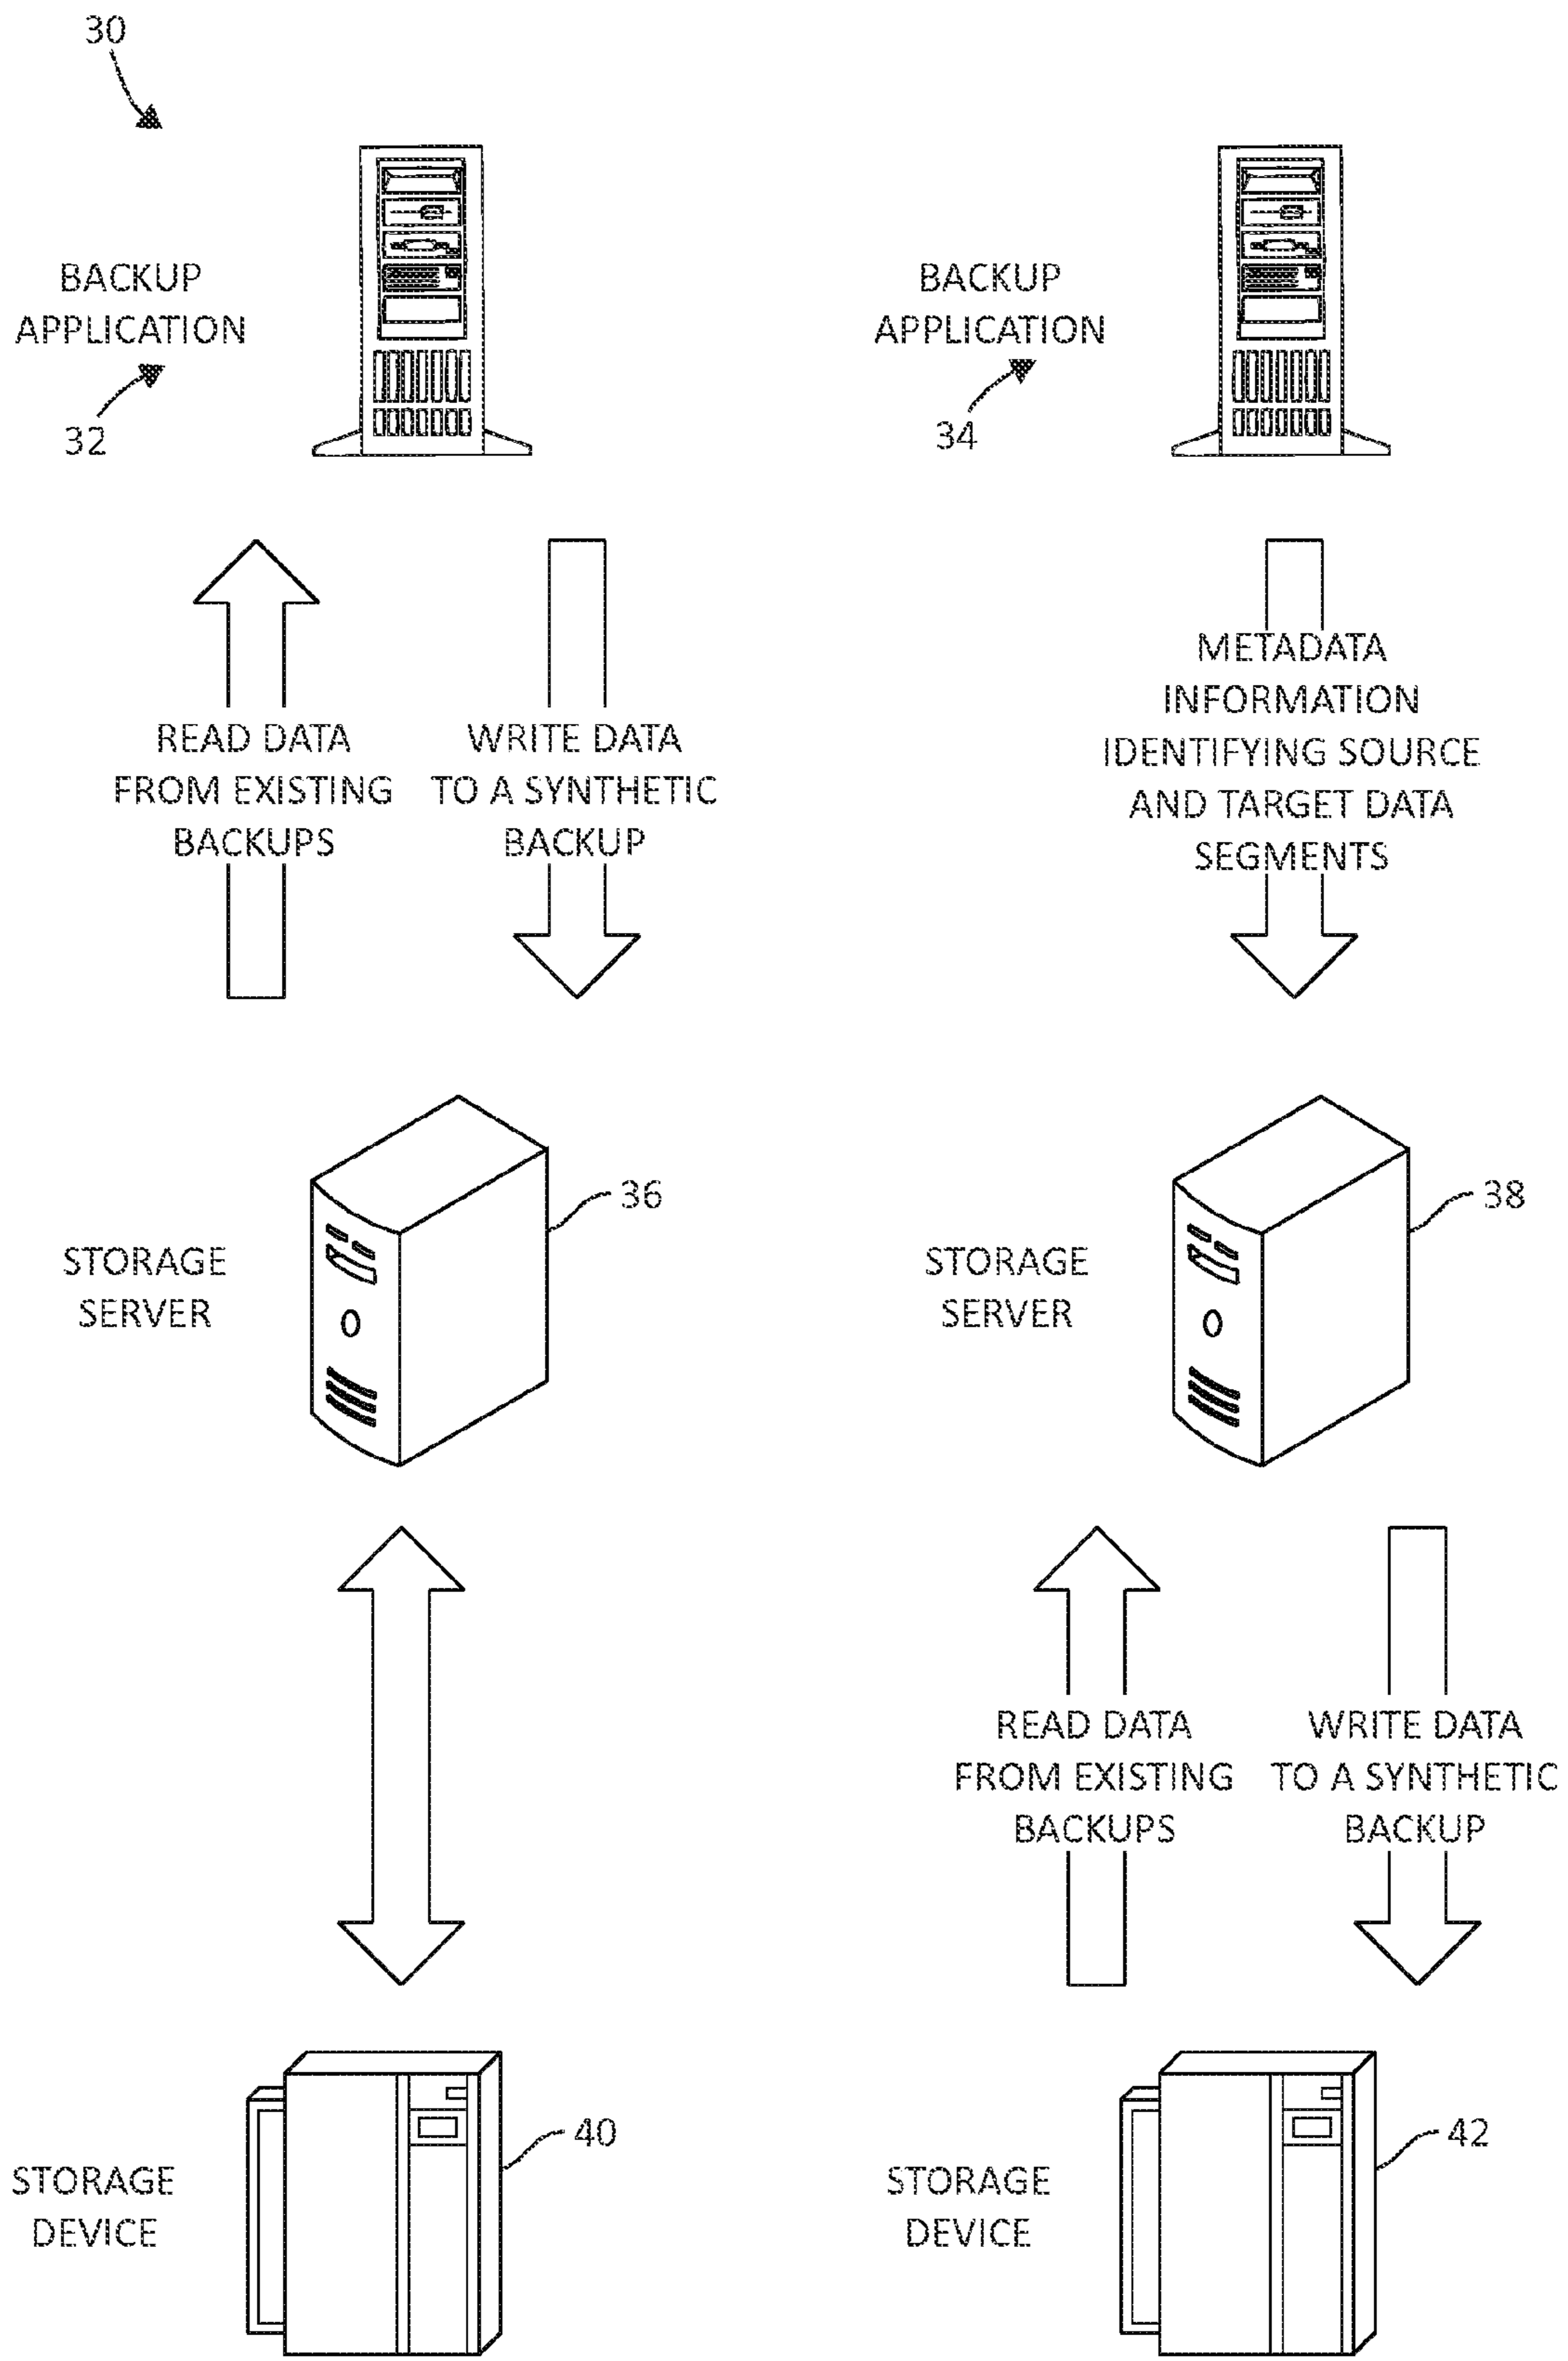 30
BACKUP
APPLICATION
32
BACKUP
APPLICATION
34
READ DATA
FROM EXISTING
BACKUPS
WRITE DATA
TO A SYNTHETIC
BACKUP
METADATA
INFORMATION
IDENTIFYING SOURCE
AND TARGET DATA
SEGMENTS
36
STORAGE
SERVER
38
STORAGE
SERVER
READ DATA
FROM EXISTING
BACKUPS
WRITE DATA
TO A SYNTHETIC
BACKUP
40
STORAGE
DEVICE
42
STORAGE
DEVICE